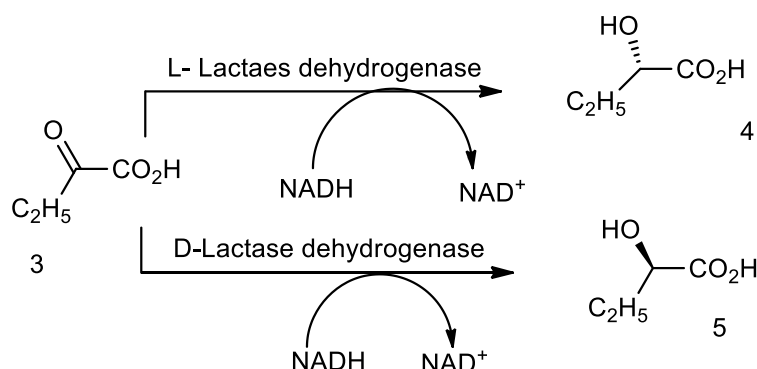 HO
L- Lactaes dehydrogenase
CO₂H
C₂H₅
4
O
CO₂H
NADH
NAD⁺
C₂H₅
3
D-Lactase dehydrogenase
HO
CO₂H
C₂H₅
5
NADH
NAD⁺